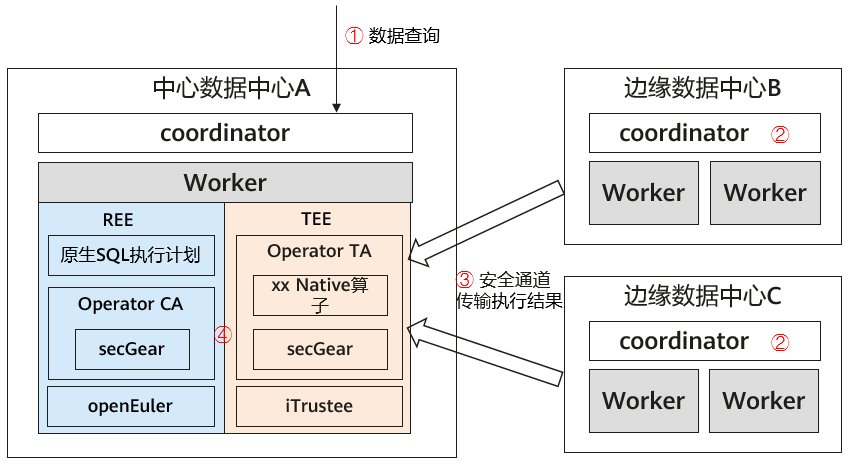 ① 数据查询
中心数据中心A
coordinator
Worker
REE
TEE
原生SQL执行计划
Operator CA
secGear
openEuler
④
Operator TA
xx Native算
子
secGear
iTrustee
③ 安全通道
传输执行结果
边缘数据中心B
coordinator ②
Worker
Worker
边缘数据中心C
coordinator ②
Worker
Worker